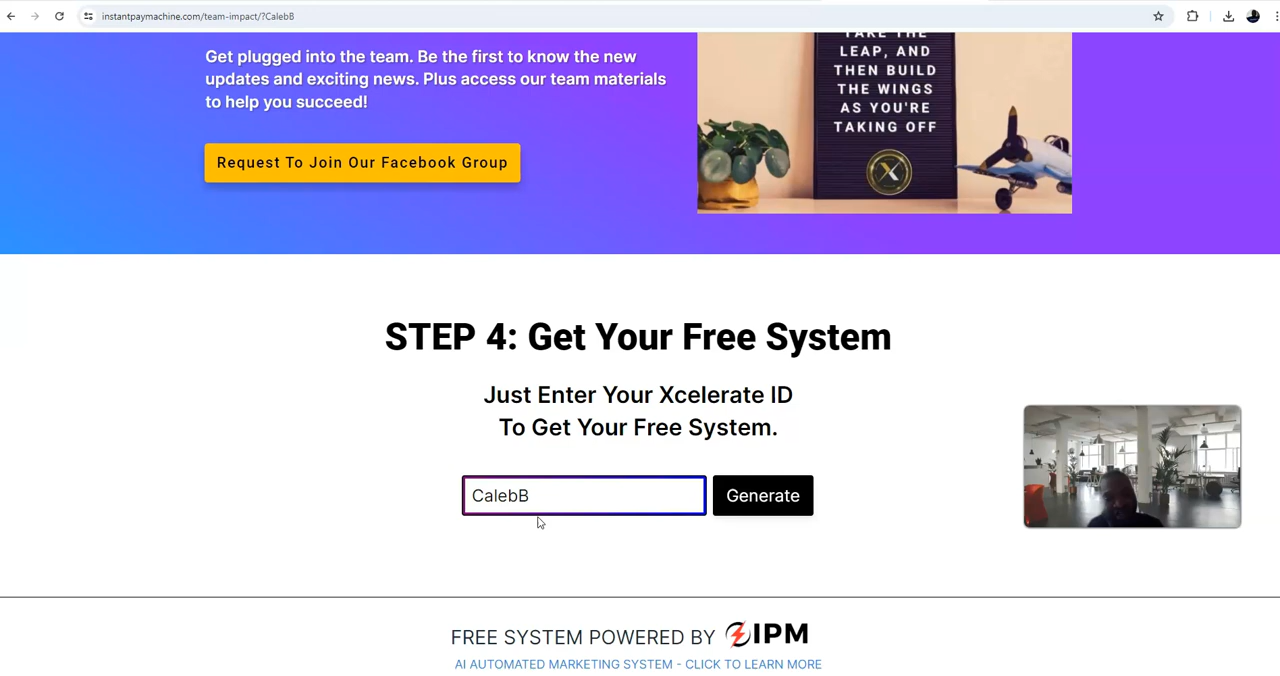 instantpaymachine.com/team-impact/?CalebB
Get plugged into the team. Be the first to know the new
updates and exciting news. Plus access our team materials
to help you succeed!
Request To Join Our Facebook Group
TAKE THE
LEAP, AND
THEN BUILD
THE WINGS
AS YOU'RE
TAKING OFF
X
STEP 4: Get Your Free System
Just Enter Your Xcelerate ID
To Get Your Free System.
CalebB
Generate
FREE SYSTEM POWERED BY IPM
AI AUTOMATED MARKETING SYSTEM - CLICK TO LEARN MORE